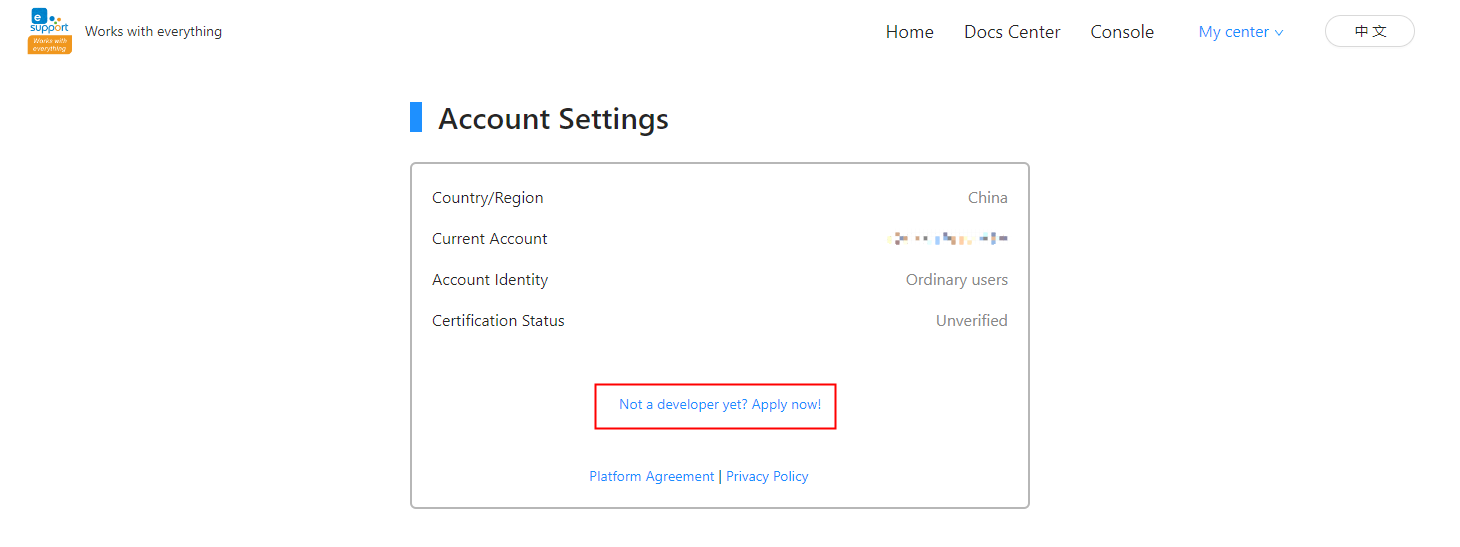 e
support
Works with
everything
Works with everything
Home
Docs Center
Console
My center
中文
Account Settings
Country/Region China
Current Account
Account Identity Ordinary users
Certification Status Unverified
Not a developer yet? Apply now!
Platform Agreement | Privacy Policy